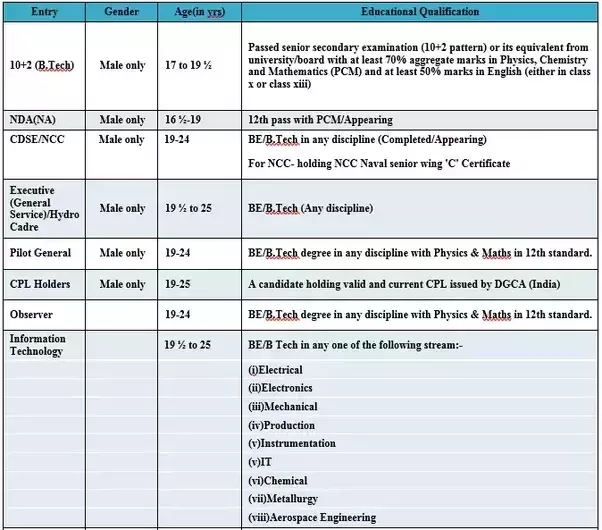 Entry Gender Age(in yrs) Educational Qualification
10+2 (B.Tech) Male only 17 to 19 ½ Passed senior secondary examination (10+2 pattern) or its equivalent from
university/board with at least 70% aggregate marks in Physics, Chemistry
and Mathematics (PCM) and at least 50% marks in English (either in class
x or class xiii)
NDA(NA) Male only 16 ½-19 12th pass with PCM/Appearing
CDSE/NCC Male only 19-24 BE/B.Tech in any discipline (Completed/Appearing)
For NCC- holding NCC Naval senior wing 'C' Certificate
Executive
(General
Service)/Hydro
Cadre Male only 19 ½ to 25 BE/B.Tech (Any discipline)
Pilot General Male only 19-24 BE/B.Tech degree in any discipline with Physics & Maths in 12th standard.
CPL Holders Male only 19-25 A candidate holding valid and current CPL issued by DGCA (India)
Observer 19-24 BE/B.Tech degree in any discipline with Physics & Maths in 12th standard.
Information
Technology 19 ½ to 25 BE/B Tech in any one of the following stream:-
(i)Electrical
(ii)Electronics
(iii)Mechanical
(iv)Production
(v)Instrumentation
(v)IT
(vi)Chemical
(vii)Metallurgy
(viii)Aerospace Engineering